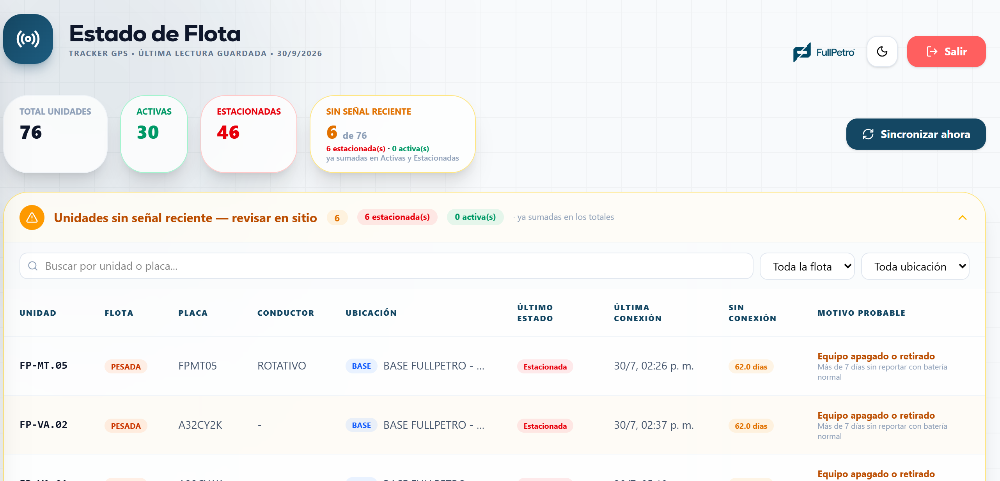 Estado de Flota
TRACKER GPS • ÚLTIMA LECTURA GUARDADA • 30/9/2026
FullPetro
Salir
TOTAL UNIDADES
76
ACTIVAS
30
ESTACIONADAS
46
SIN SEÑAL RECIENTE
6 de 76
6 estacionada(s) · 0 activa(s)
ya sumadas en Activas y Estacionadas
Sincronizar ahora
Unidades sin señal reciente — revisar en sitio 6 6 estacionada(s) 0 activa(s) · ya sumadas en los totales
Buscar por unidad o placa...
Toda la flota
Toda ubicación
UNIDAD FLOTA PLACA CONDUCTOR UBICACIÓN ÚLTIMO ESTADO ÚLTIMA CONEXIÓN SIN CONEXIÓN MOTIVO PROBABLE
FP-MT.05 PESADA FPMT05 ROTATIVO BASE BASE FULLPETRO - ... Estacionada 30/7, 02:26 p. m. 62.0 días Equipo apagado o retirado
Más de 7 días sin reportar con batería
normal
FP-VA.02 PESADA A32CY2K - BASE BASE FULLPETRO - ... Estacionada 30/7, 02:37 p. m. 62.0 días Equipo apagado o retirado
Más de 7 días sin reportar con batería
normal
Equipo apagado o retirado